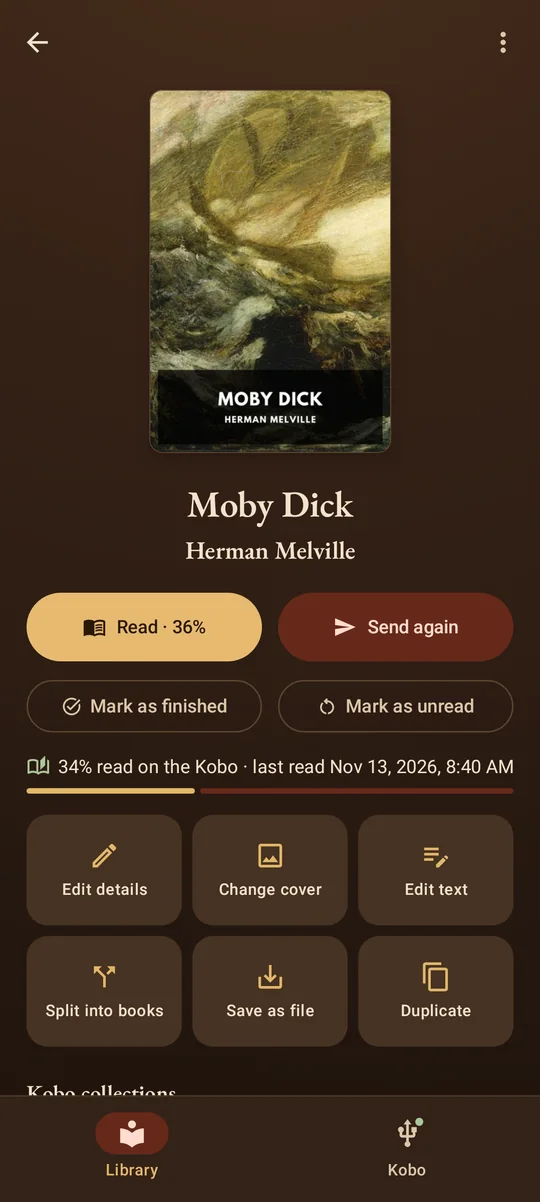 MOBY DICK
HERMAN MELVILLE
Moby Dick
Herman Melville
Read · 36%
Send again
Mark as finished
Mark as unread
34% read on the Kobo · last read Nov 13, 2026, 8:40 AM
Edit details
Change cover
Edit text
Split into books
Save as file
Duplicate
Kobo collections
Library
Kobo